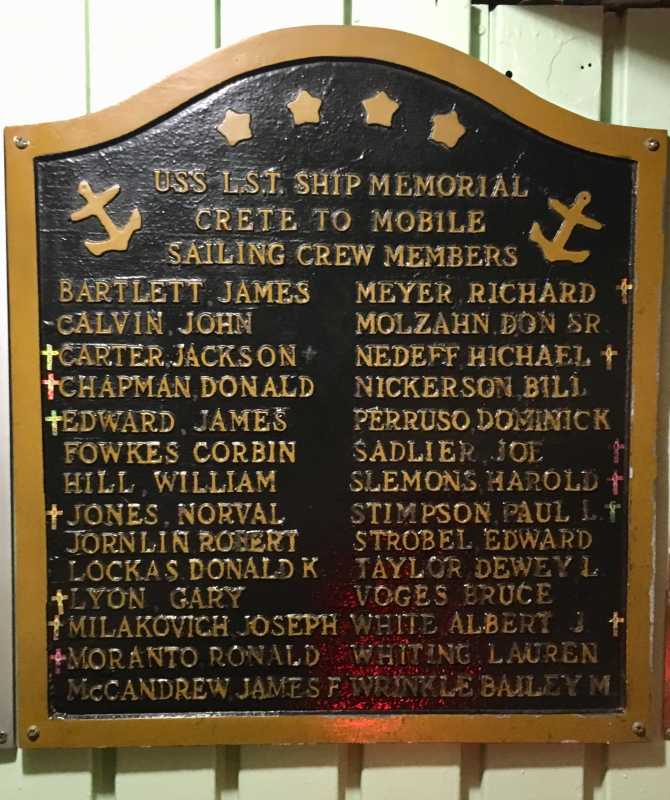 USS L.S.T. SHIP MEMORIAL
CRETE TO MOBILE
SAILING CREW MEMBERS
BARTLETT, JAMES
CALVIN, JOHN
CARTER, JACKSON
CHAPMAN, DONALD
EDWARD, JAMES
FOWKES CORBIN
HILL, WILLIAM
JONES, NORVAL
JORNLIN ROBERT
LOCKAS DONALD K
LYON, GARY
MILAKOVICH JOSEPH
MORANTO RONALD
McCANDREW JAMES F
MEYER, RICHARD
MOLZAHN, DON SR
NEDEFF, HICHAEL
NICKERSON, BILL
PERRUSO, DOMINICK
SADLIER, JOE
SLEMONS, HAROLD
STIMPSON, PAUL L.
STROBEL, EDWARD
TAYLOR DEWEY L
VOGES BRUCE
WHITE, ALBERT J
WHITING, LAUREN
WRINKLE BAILEY M